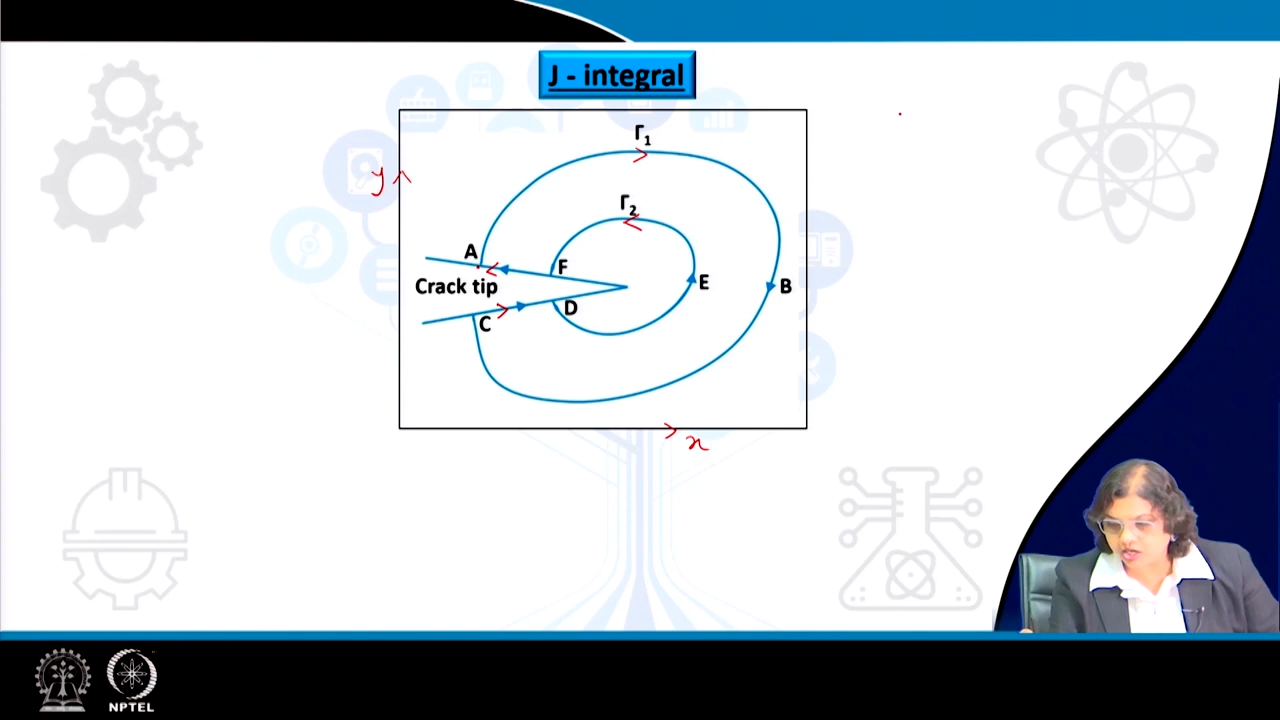 J - integral
Γ1
y
Γ2
A
F
Crack tip
E
B
D
C
x
NPTEL